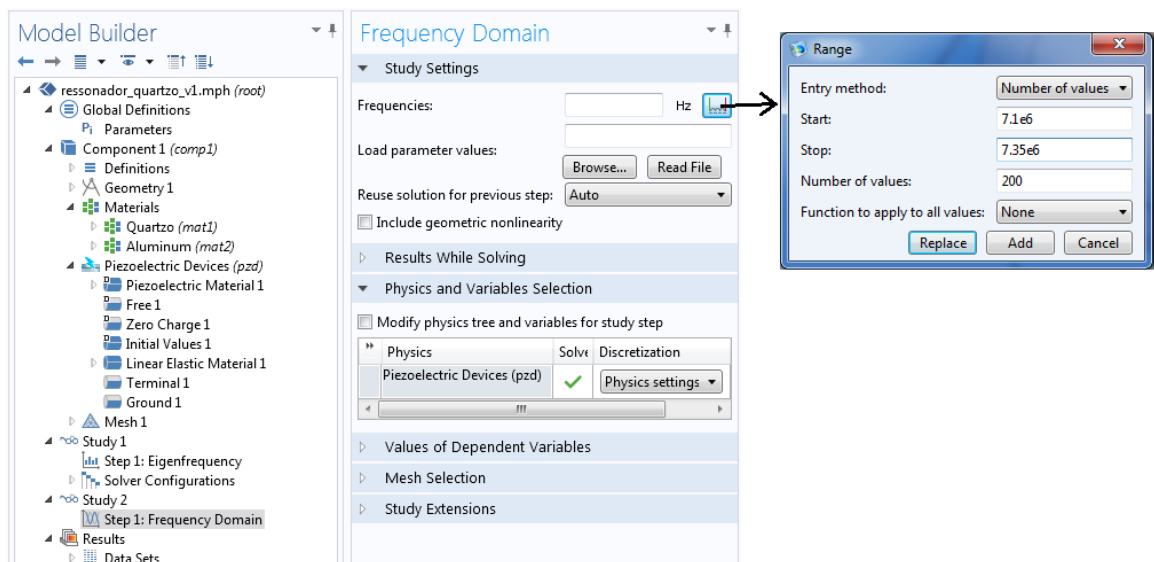 Model Builder
ressonador_quartzo_v1.mph (root)
Global Definitions
Pi Parameters
Component 1 (comp1)
Definitions
Geometry 1
Materials
Quartzo (mat1)
Aluminum (mat2)
Piezoelectric Devices (pzd)
Piezoelectric Material 1
Free 1
Zero Charge 1
Initial Values 1
Linear Elastic Material 1
Terminal 1
Ground 1
Mesh 1
Study 1
Step 1: Eigenfrequency
Solver Configurations
Study 2
Step 1: Frequency Domain
Results
Data Sets
Frequency Domain
Study Settings
Frequencies: Hz
Load parameter values:
Browse... Read File
Reuse solution for previous step: Auto
Include geometric nonlinearity
Results While Solving
Physics and Variables Selection
Modify physics tree and variables for study step
Physics Solve Discretization
Piezoelectric Devices (pzd) Physics settings
Values of Dependent Variables
Mesh Selection
Study Extensions
Range
Entry method: Number of values
Start: 7.1e6
Stop: 7.35e6
Number of values: 200
Function to apply to all values: None
Replace Add Cancel